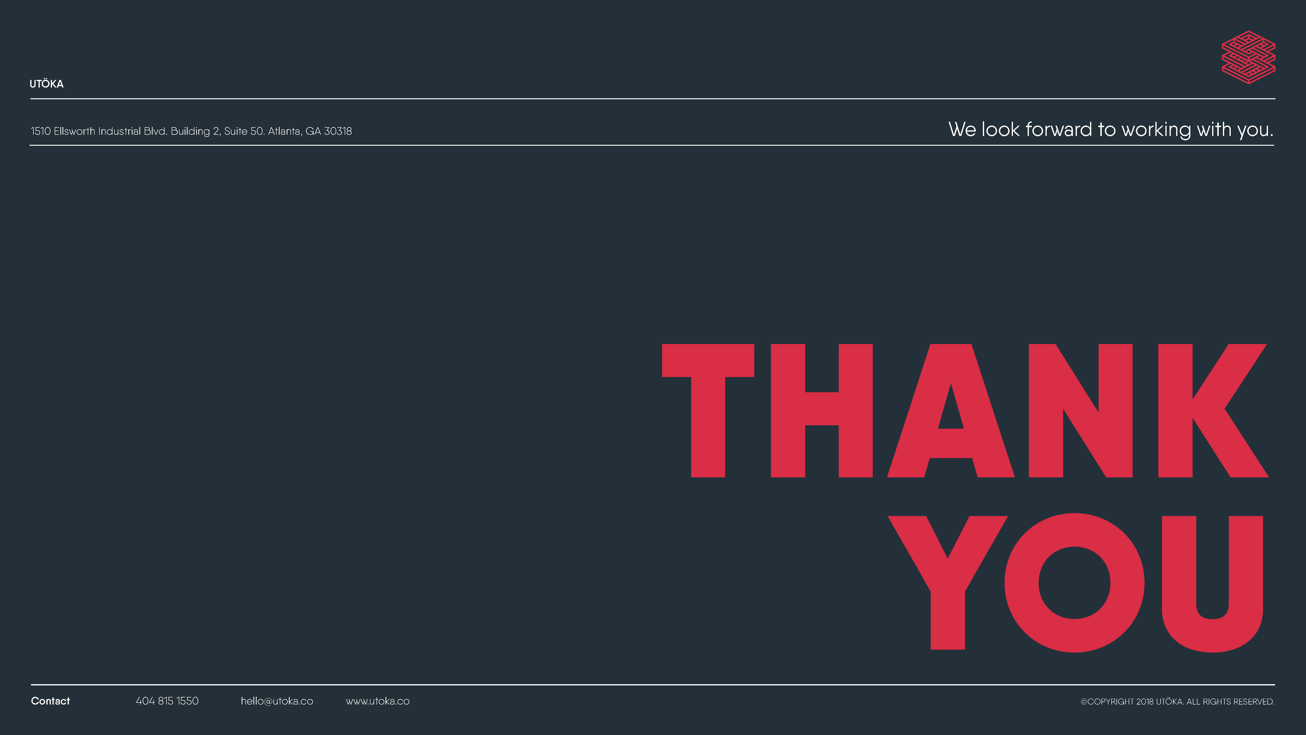 UTÖKA
1510 Ellsworth Industrial Blvd. Building 2, Suite 50. Atlanta, GA 30318
We look forward to working with you.
THANK
YOU
Contact 404 815 1550 hello@utoka.co www.utoka.co
©COPYRIGHT 2018 UTÖKA. ALL RIGHTS RESERVED.